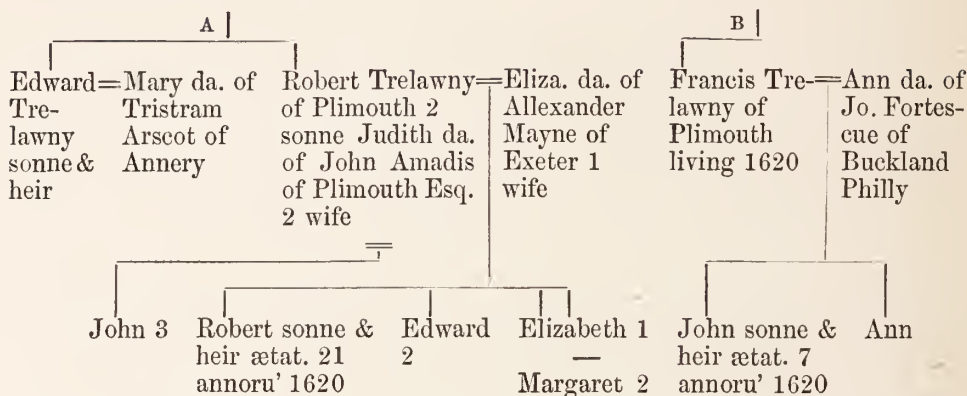 A
B
Edward=Mary da. of
Tre- Tristram
lawny Arscot of
sonne & Annery
heir
Robert Trelawny=Eliza. da. of
of Plimouth 2 Allexander
sonne Judith da. Mayne of
of John Amadis Exeter 1
of Plimouth Esq. wife
2 wife
Francis Tre-=Ann da. of
lawny of Jo. Fortes-
Plimouth cue of
living 1620 Buckland
Philly
John 3
Robert sonne &
heir ætat. 21
annoru' 1620
Edward
2
Elizabeth 1
—
Margaret 2
John sonne &
heir ætat. 7
annoru' 1620
Ann